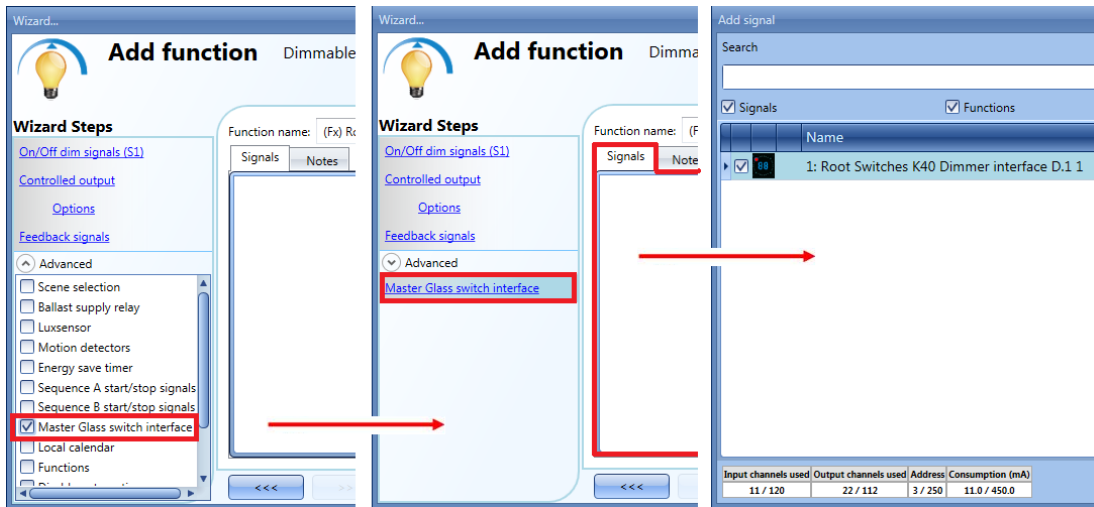 Wizard...
Add function Dimmable
Wizard Steps
On/Off dim signals (S1)
Controlled output
Options
Feedback signals
Advanced
Scene selection
Ballast supply relay
Luxsensor
Motion detectors
Energy save timer
Sequence A start/stop signals
Sequence B start/stop signals
Master Glass switch interface
Local calendar
Functions
Function name: (Fx) Ro
Signals Notes
<<< >>
Wizard...
Add function Dimma
Wizard Steps
On/Off dim signals (S1)
Controlled output
Options
Feedback signals
Advanced
Master Glass switch interface
Function name: (F
Signals Note
<<<
Add signal
Search
Signals Functions
Name
1: Root Switches K40 Dimmer interface D.1 1
Input channels used Output channels used Address Consumption (mA)
11 / 120 22 / 112 3 / 250 11.0 / 450.0